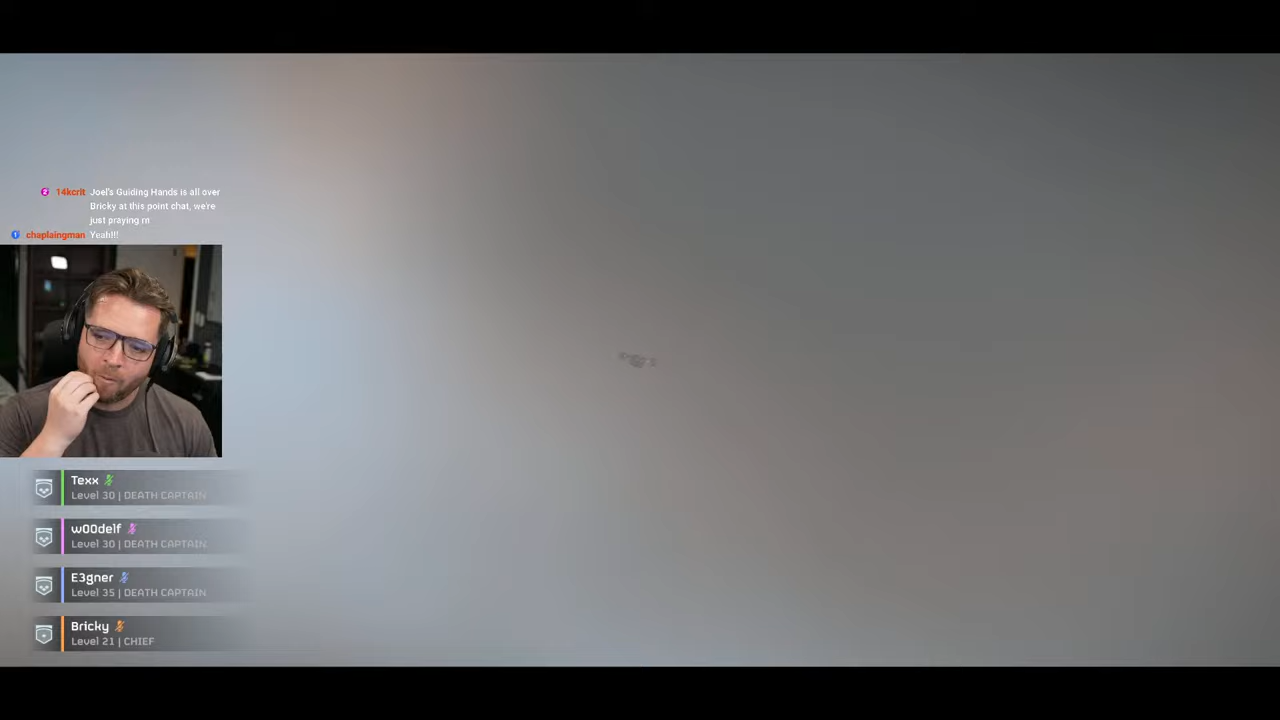 14kcrit Joel's Guiding Hands is all over
Bricky at this point chat, we're
just praying rn
chaplaingman Yeah!!!
Texx
Level 30 | DEATH CAPTAIN
w00delf
Level 30 | DEATH CAPTAIN
E3gner
Level 35 | DEATH CAPTAIN
Bricky
Level 21 | CHIEF